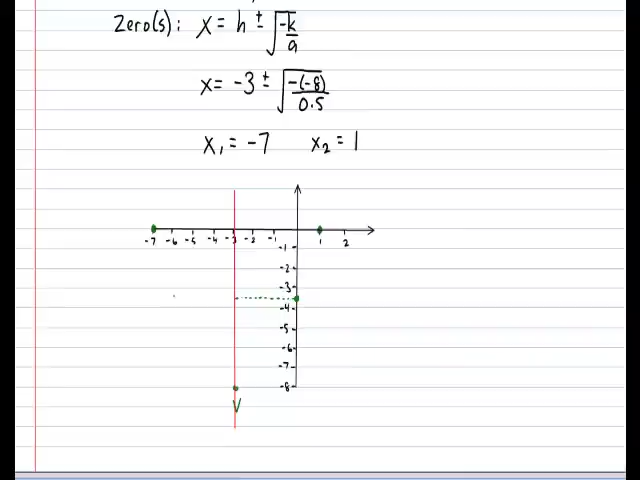 Zero(s): x = h ± √(-k/a)
x = -3 ± √(-(-8)/0.5)
x₁ = -7 x₂ = 1
-7 -6 -5 -4 -3 -2 -1 1 2
-1
-2
-3
-4
-5
-6
-7
-8
V